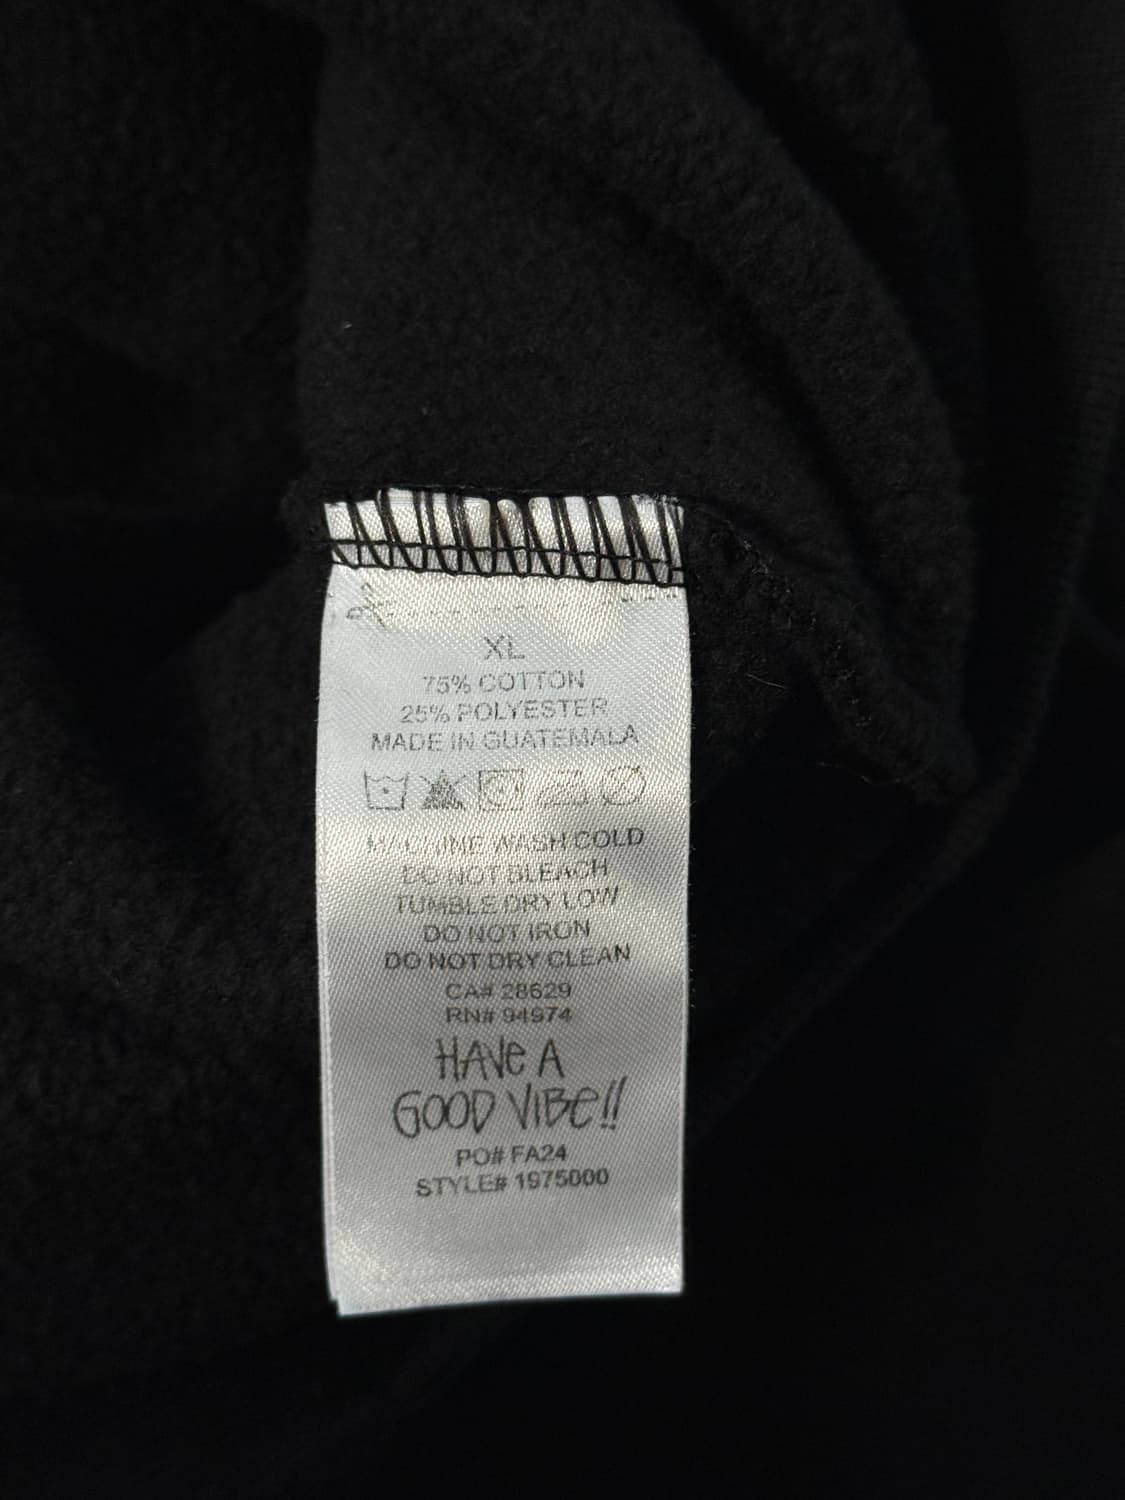 XL
75% COTTON
25% POLYESTER
MADE IN GUATEMALA
MACHINE WASH COLD
DO NOT BLEACH
TUMBLE DRY LOW
DO NOT IRON
DO NOT DRY CLEAN
CA# 28629
RN# 94974
HAVe A
GOOD VIBe!!
PO# FA24
STYLE# 1975000